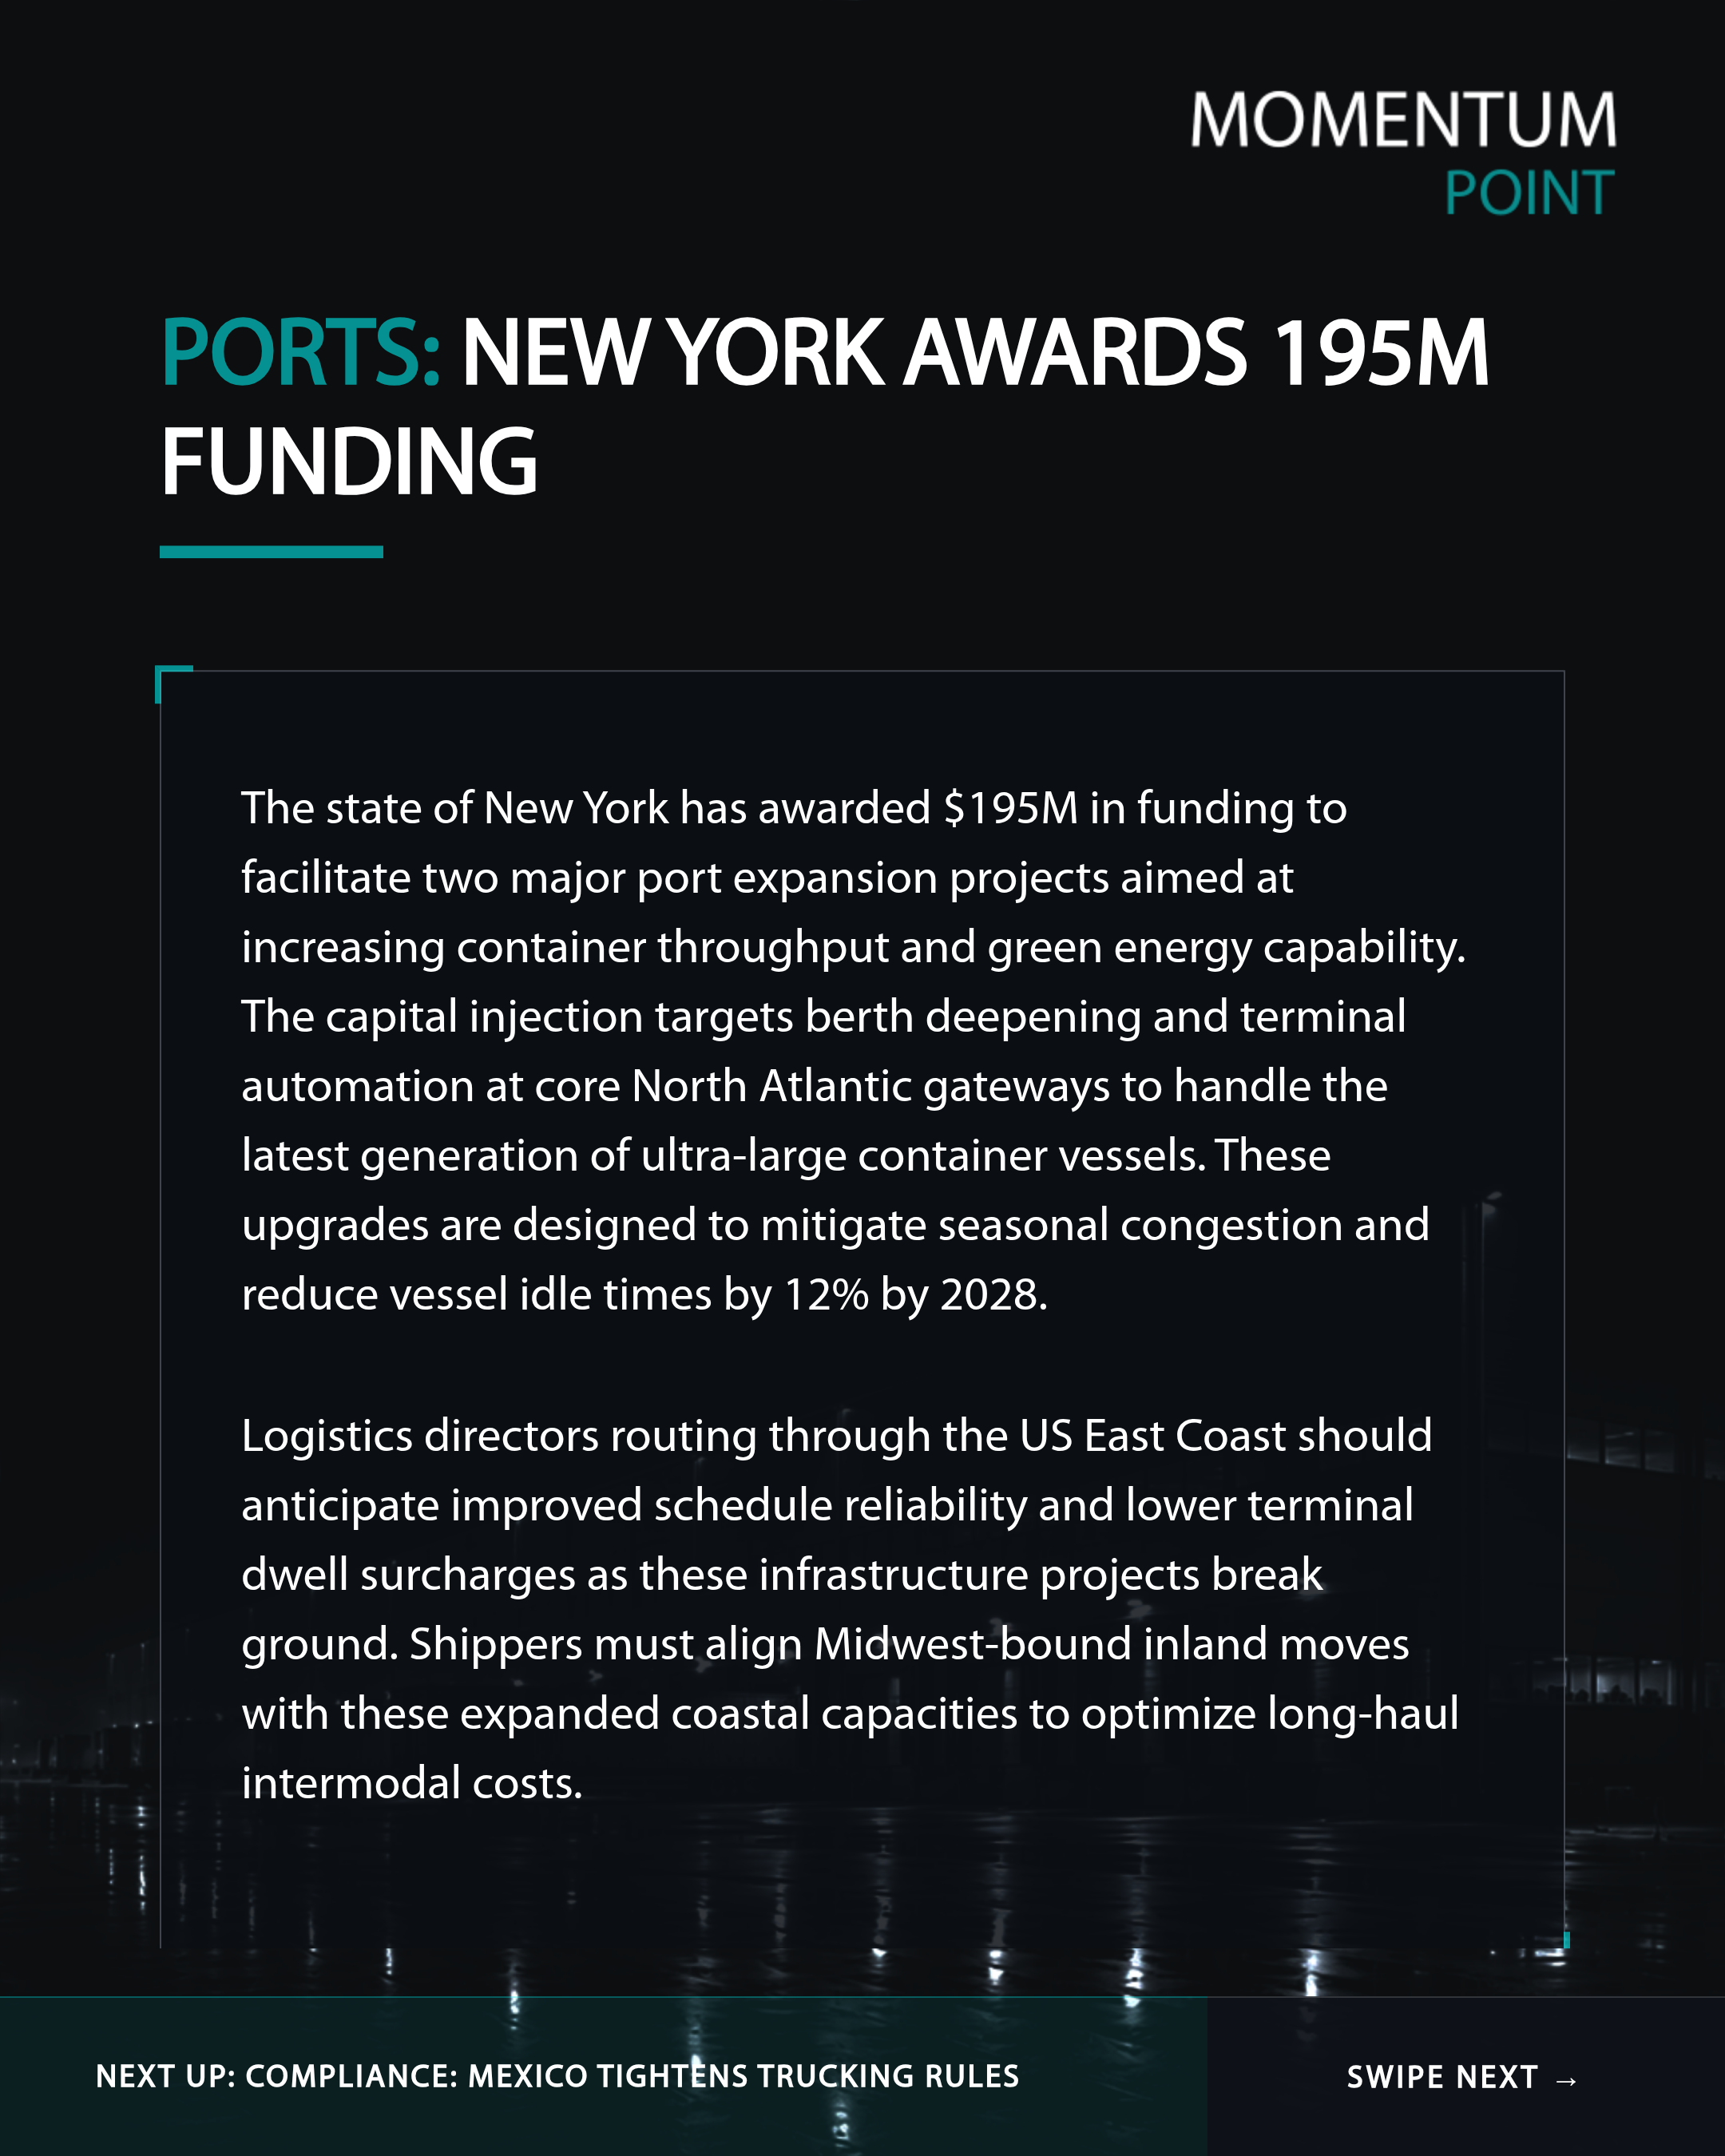 MOMENTUM
POINT
PORTS: NEW YORK AWARDS 195M
FUNDING
The state of New York has awarded $195M in funding to
facilitate two major port expansion projects aimed at
increasing container throughput and green energy capability.
The capital injection targets berth deepening and terminal
automation at core North Atlantic gateways to handle the
latest generation of ultra-large container vessels. These
upgrades are designed to mitigate seasonal congestion and
reduce vessel idle times by 12% by 2028.
Logistics directors routing through the US East Coast should
anticipate improved schedule reliability and lower terminal
dwell surcharges as these infrastructure projects break
ground. Shippers must align Midwest-bound inland moves
with these expanded coastal capacities to optimize long-haul
intermodal costs.
NEXT UP: COMPLIANCE: MEXICO TIGHTENS TRUCKING RULES
SWIPE NEXT →